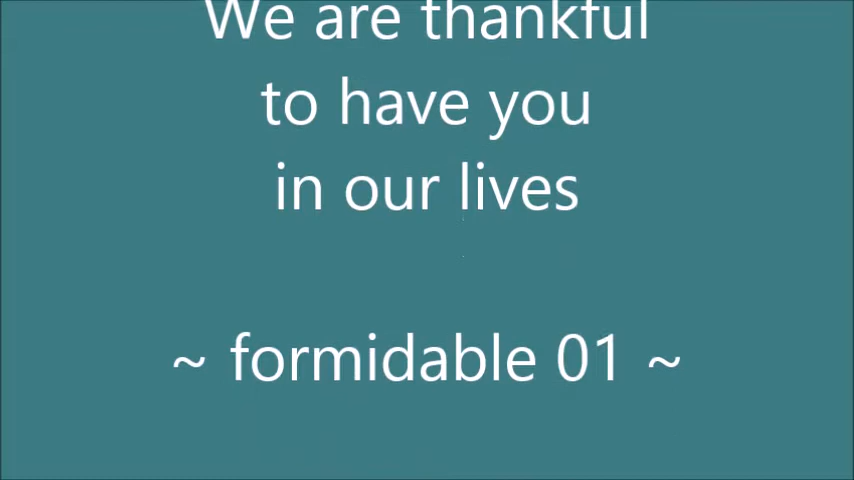 We are thankful
to have you
in our lives
~ formidable 01 ~